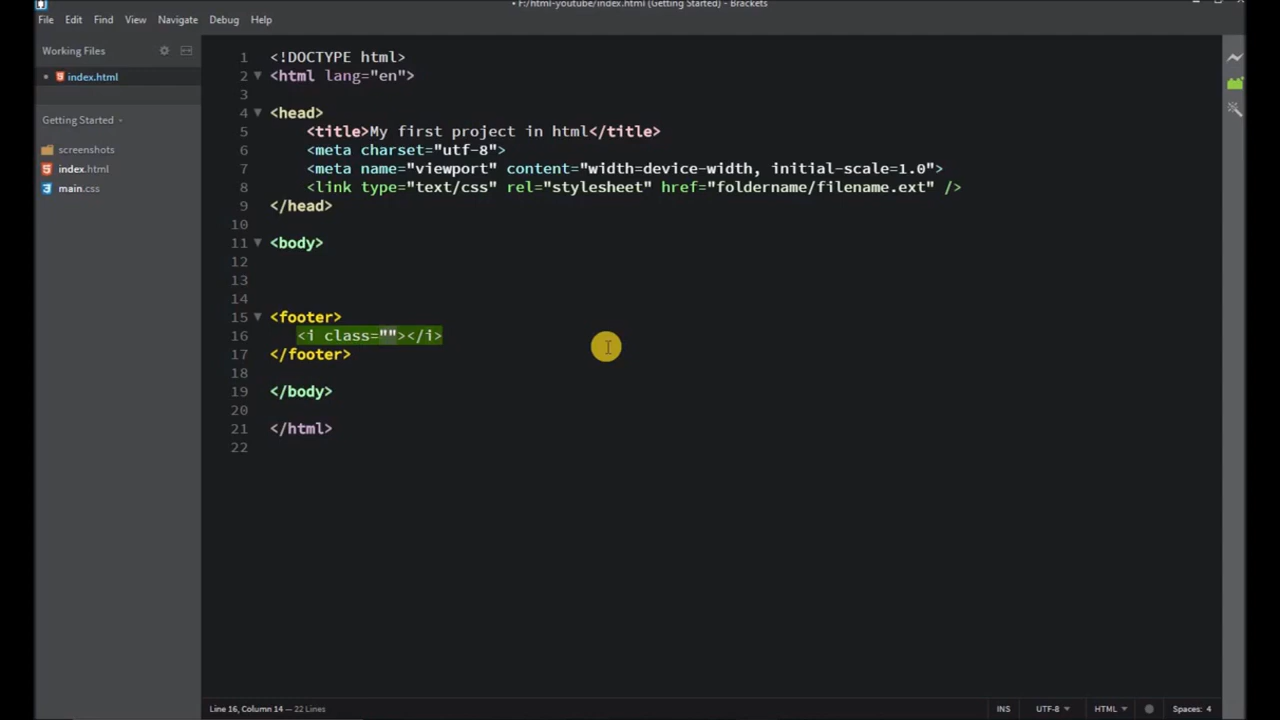 • F:/html-youtube/index.html (Getting Started) - Brackets
File Edit Find View Navigate Debug Help
Working Files
index.html
Getting Started
screenshots
index.html
main.css
1 <!DOCTYPE html>
2 <html lang="en">
3
4 <head>
5 <title>My first project in html</title>
6 <meta charset="utf-8">
7 <meta name="viewport" content="width=device-width, initial-scale=1.0">
8 <link type="text/css" rel="stylesheet" href="foldername/filename.ext" />
9 </head>
10
11 <body>
12
13
14
15 <footer>
16 <i class=""></i>
17 </footer>
18
19 </body>
20
21 </html>
22
Line 16, Column 14 — 22 Lines INS UTF-8 HTML Spaces: 4